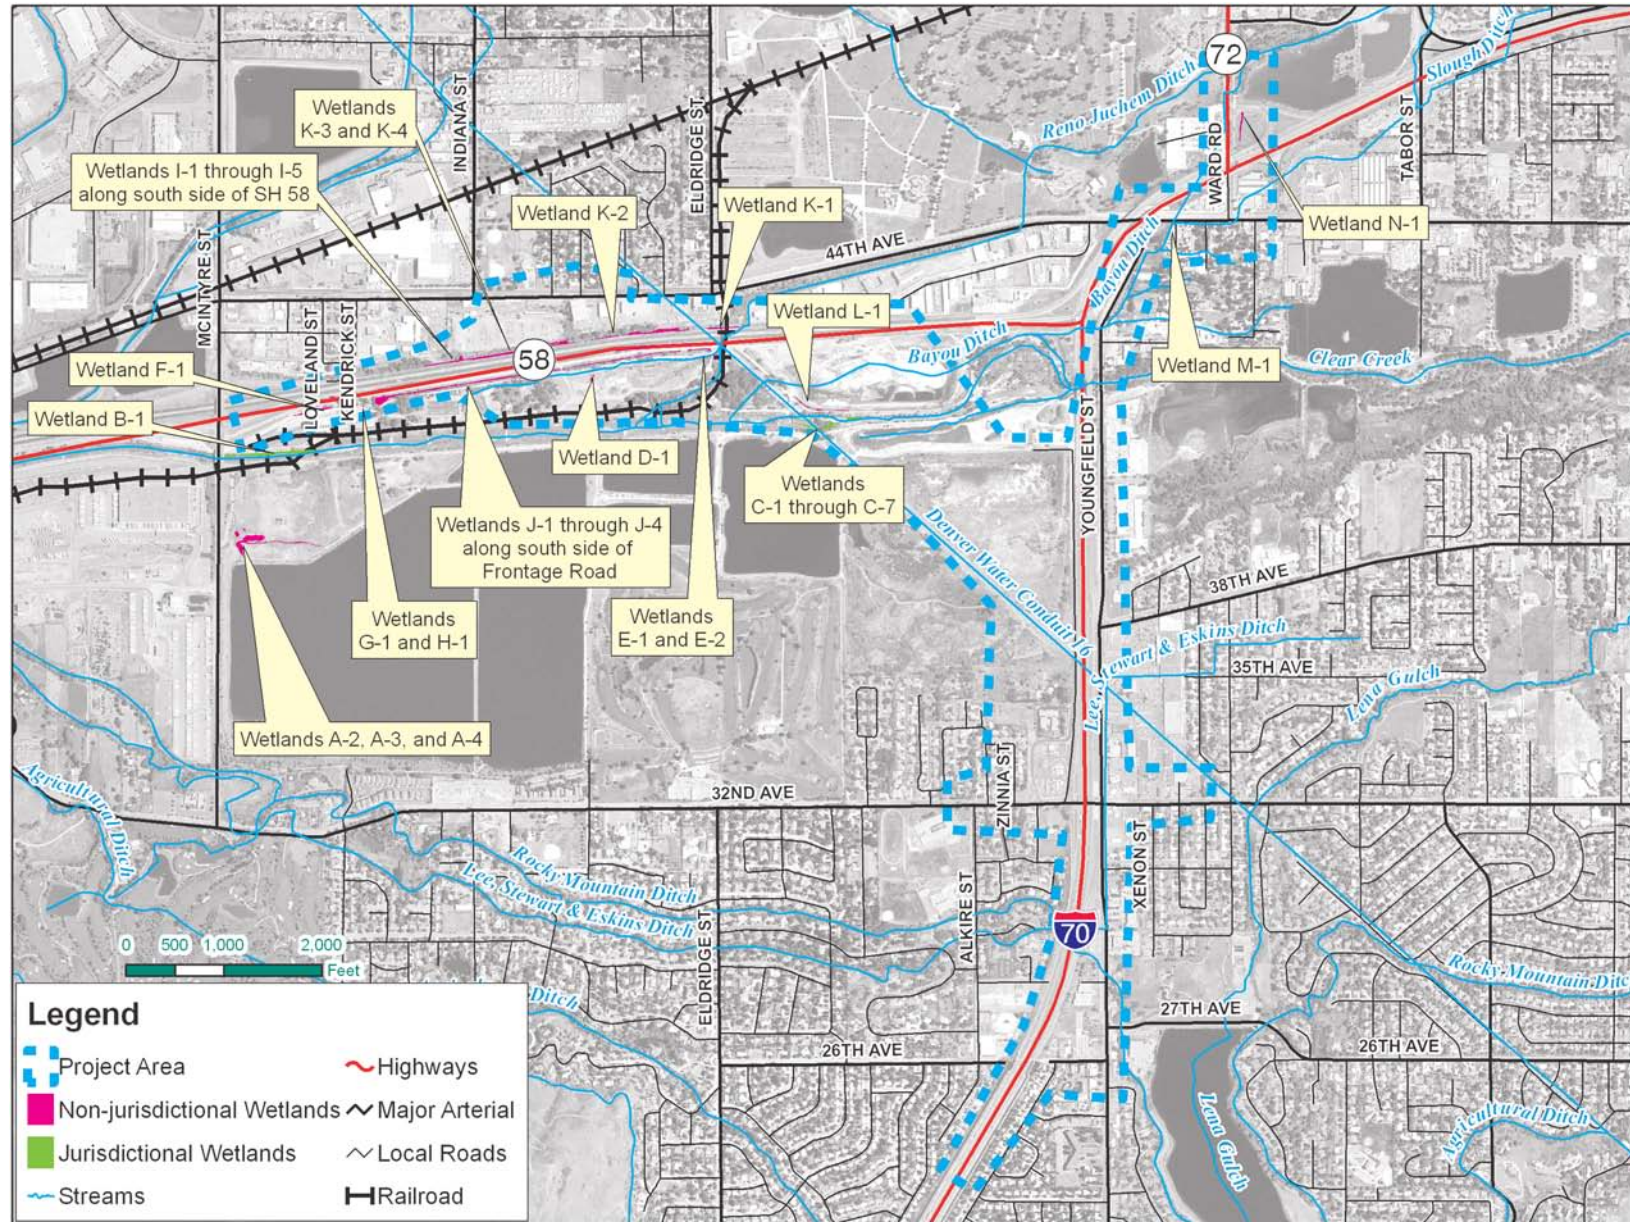 72
Slough Ditch
Reno Juchem Ditch
INDIANA ST
ELDRIDGE ST.
WARD RD
TABOR ST
MCINTYRE ST.
Wetlands
K-3 and K-4
Wetlands I-1 through I-5
along south side of SH 58
Wetland K-2
Wetland K-1
Wetland N-1
44TH AVE
Bayou Ditch
Wetland L-1
LOVELAND ST
KENDRICK ST
58
Bayou Ditch
Clear Creek
Wetland M-1
Wetland F-1
Wetland B-1
Wetland D-1
YOUNGFIELD ST
Wetlands
C-1 through C-7
Wetlands J-1 through J-4
along south side of
Frontage Road
Denver Water Conduit 16
38TH AVE
Wetlands
G-1 and H-1
Wetlands
E-1 and E-2
Lee, Stewart & Eskins Ditch
35TH AVE
Lena Gulch
Wetlands A-2, A-3, and A-4
ZINNIA ST
32ND AVE
Agricultural Ditch
XENON ST
Rocky Mountain Ditch
Lee, Stewart & Eskins Ditch
ALKIRE ST
ELDRIDGE ST
70
0 500 1,000 2,000
Feet
Rocky Mountain Ditc
Ditch
27TH AVE
26TH AVE
26TH AVE
Lena Gulch
Agricultural Ditch
Legend
Project Area
Highways
Non-jurisdictional Wetlands
Major Arterial
Jurisdictional Wetlands
Local Roads
Streams
Railroad